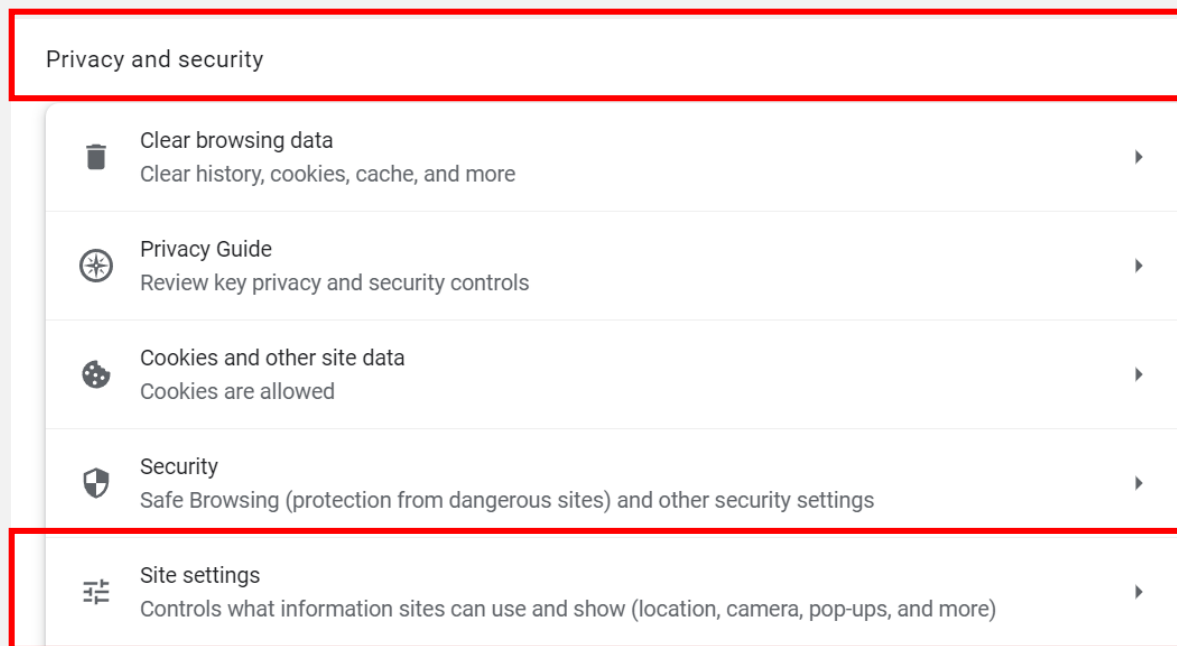 Privacy and security
Clear browsing data
Clear history, cookies, cache, and more
Privacy Guide
Review key privacy and security controls
Cookies and other site data
Cookies are allowed
Security
Safe Browsing (protection from dangerous sites) and other security settings
Site settings
Controls what information sites can use and show (location, camera, pop-ups, and more)